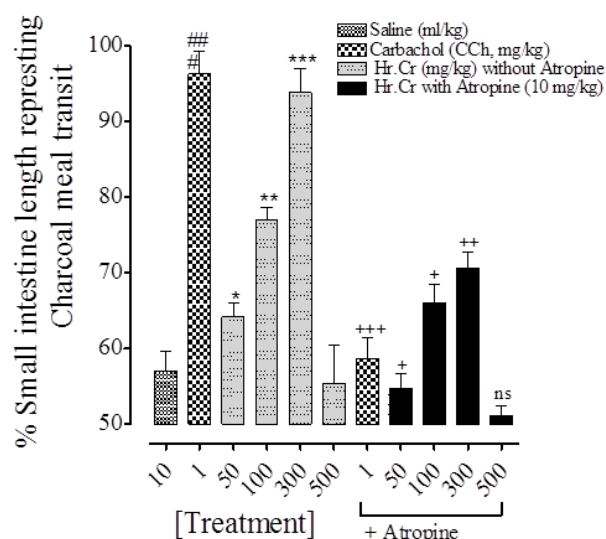 % Small intestine length represting
Charcoal meal transit
100
90
80
70
60
50
##
#
*
**
***
+++
+
+
++
ns
Saline (ml/kg)
Carbachol (CCh, mg/kg)
Hr.Cr (mg/kg) without Atropine
Hr.Cr with Atropine (10 mg/kg)
10
1
50
100
300
500
1
50
100
300
500
[Treatment]
+ Atropine